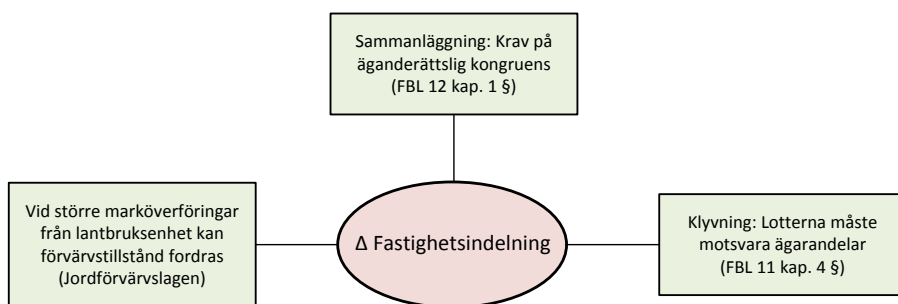 Sammanläggning: Krav på
äganderättslig kongruens
(FBL 12 kap. 1 §)
Vid större marköverföringar
från lantbruksenhet kan
förvärvstillstånd fordras
(Jordförvärvslagen)
Δ Fastighetsindelning
Klyvning: Lotterna måste
motsvara ägarandelar
(FBL 11 kap. 4 §)